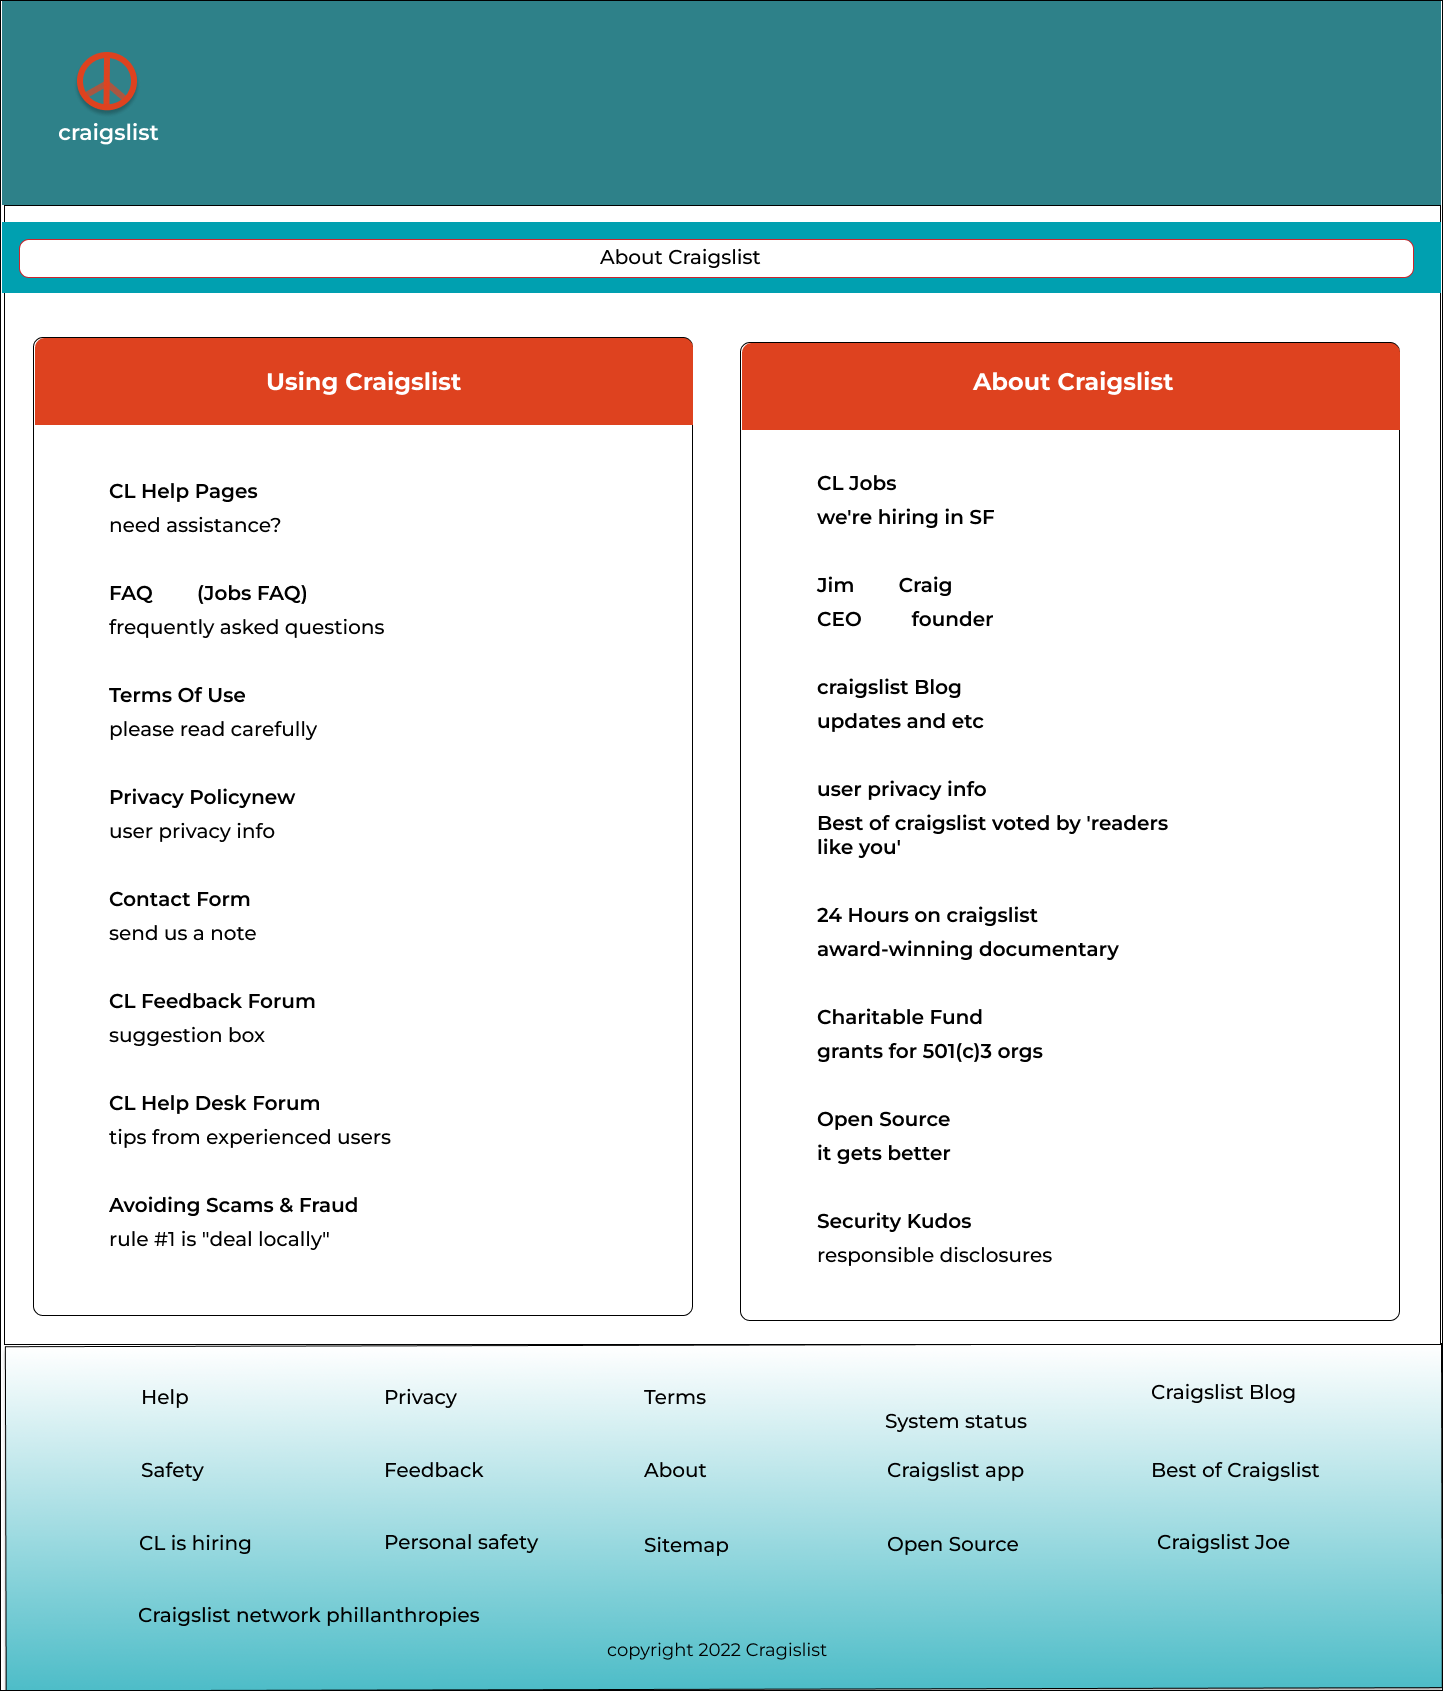 craigslist
About Craigslist
Using Craigslist
CL Help Pages
need assistance?
FAQ (Jobs FAQ)
frequently asked questions
Terms Of Use
please read carefully
Privacy Policynew
user privacy info
Contact Form
send us a note
CL Feedback Forum
suggestion box
CL Help Desk Forum
tips from experienced users
Avoiding Scams & Fraud
rule #1 is "deal locally"
About Craigslist
CL Jobs
we're hiring in SF
Jim Craig
CEO founder
craigslist Blog
updates and etc
user privacy info
Best of craigslist voted by 'readers
like you'
24 Hours on craigslist
award-winning documentary
Charitable Fund
grants for 501(c)3 orgs
Open Source
it gets better
Security Kudos
responsible disclosures
Help
Privacy
Terms
System status
Craigslist Blog
Safety
Feedback
About
Craigslist app
Best of Craigslist
CL is hiring
Personal safety
Sitemap
Open Source
Craigslist Joe
Craigslist network phillanthropies
copyright 2022 Cragislist